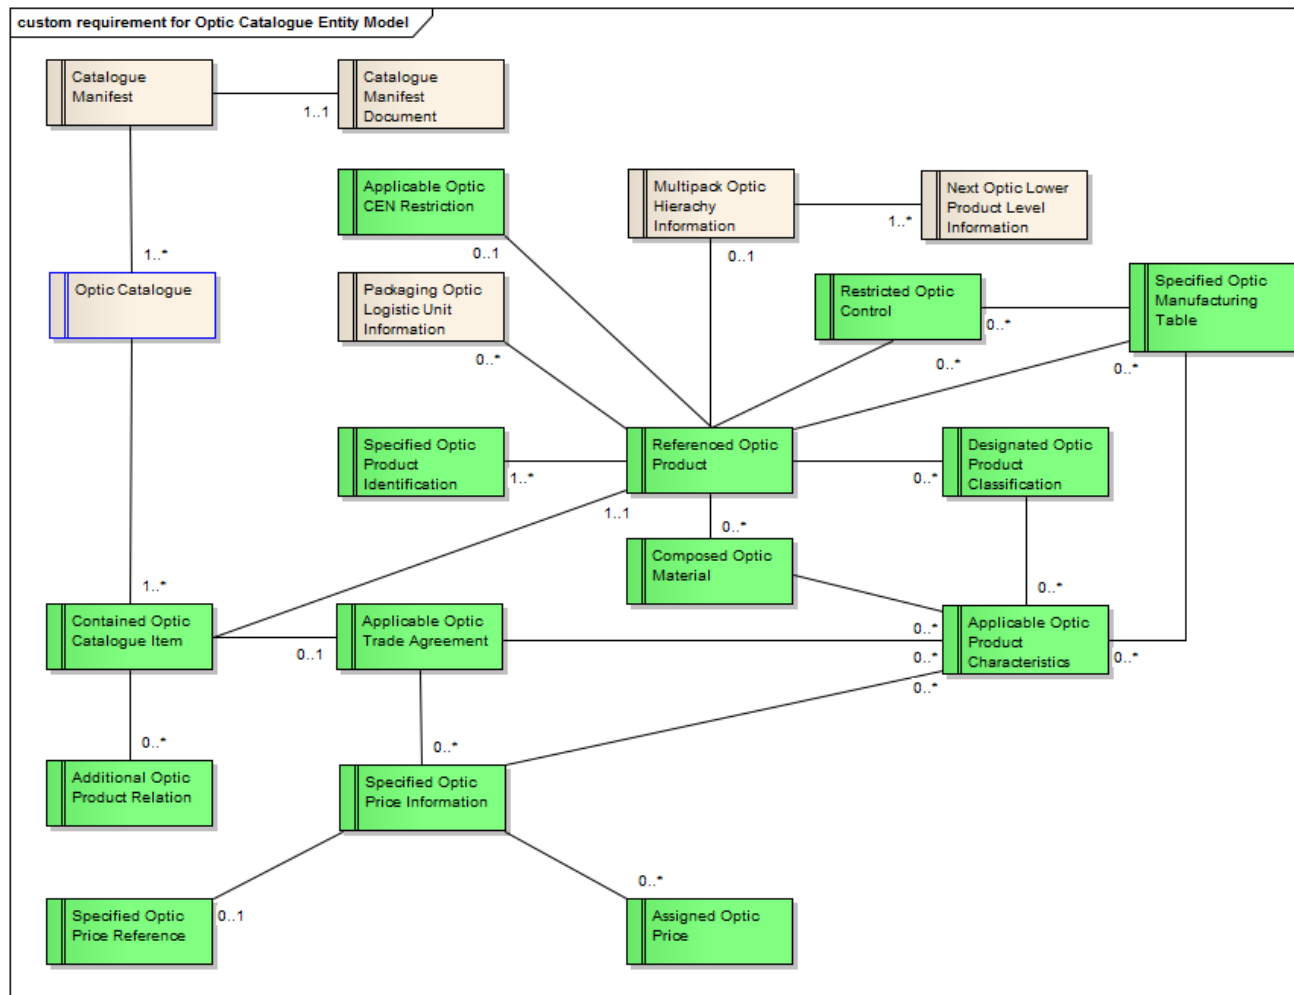 custom requirement for Optic Catalogue Entity Model
Catalogue
Manifest
1..1
Catalogue
Manifest
Document
Applicable Optic
CEN Restriction
0..1
Multipack Optic
Hierachy
Information
0..1
1..*
Next Optic Lower
Product Level
Information
1..*
Optic Catalogue
Packaging Optic
Logistic Unit
Information
0..*
Restricted Optic
Control
0..*
0..*
Specified Optic
Manufacturing
Table
0..*
Specified Optic
Product
Identification
1..*
Referenced Optic
Product
1..1
0..*
0..*
Designated Optic
Product
Classification
Composed Optic
Material
0..*
1..*
Contained Optic
Catalogue Item
0..1
Applicable Optic
Trade Agreement
0..*
0..*
0..*
Applicable Optic
Product
Characteristics
0..*
0..*
0..*
Additional Optic
Product Relation
Specified Optic
Price Information
0..*
Specified Optic
Price Reference
0..1
Assigned Optic
Price